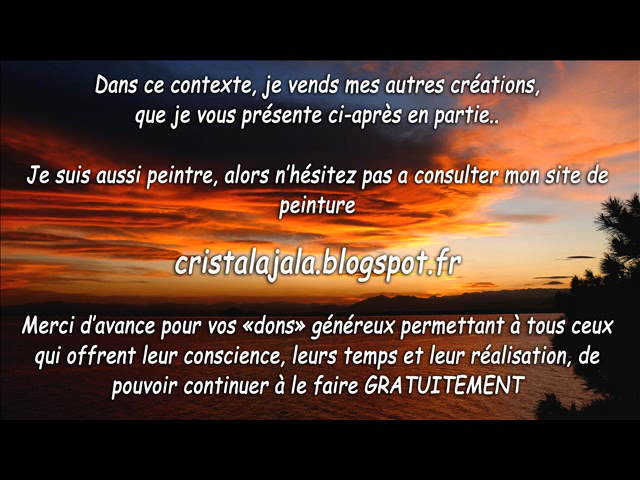 Dans ce contexte, je vends mes autres créations,
que je vous présente ci-après en partie..
Je suis aussi peintre, alors n'hésitez pas a consulter mon site de
peinture
cristalajala.blogspot.fr
Merci d'avance pour vos «dons» généreux permettant à tous ceux
qui offrent leur conscience, leurs temps et leur réalisation, de
pouvoir continuer à le faire GRATUITEMENT